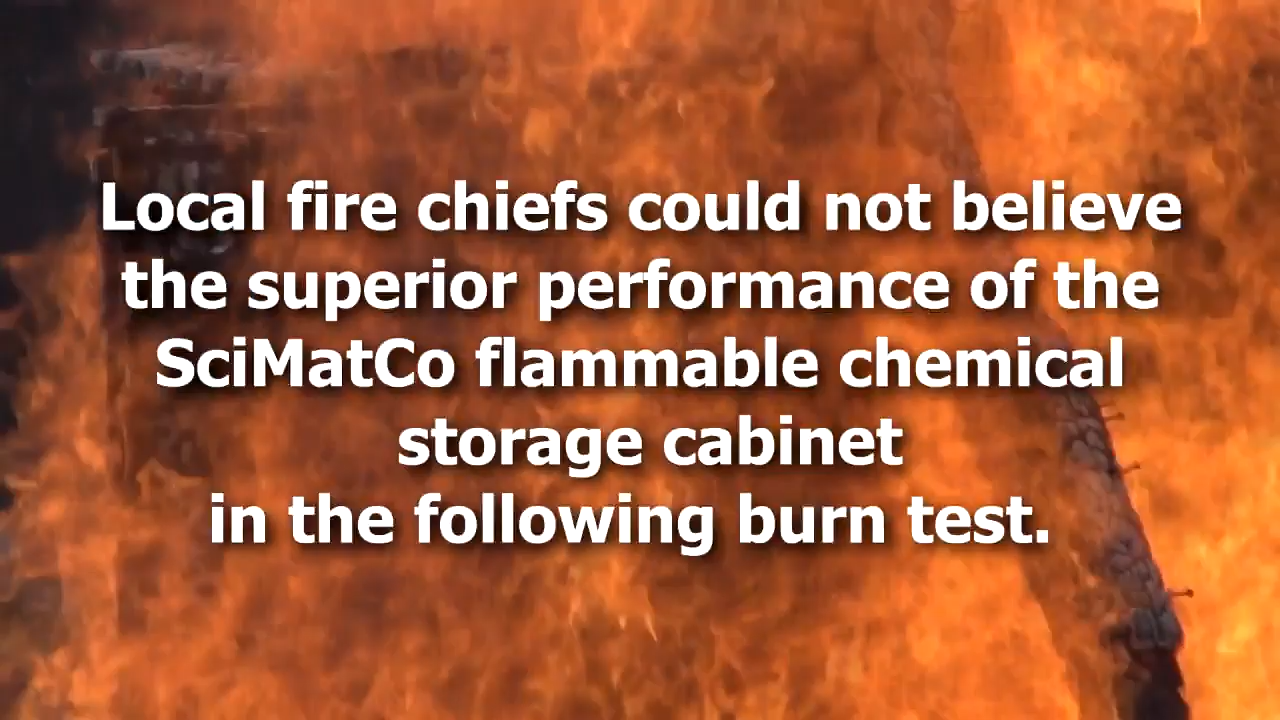 Local fire chiefs could not believe
the superior performance of the
SciMatCo flammable chemical
storage cabinet
in the following burn test.